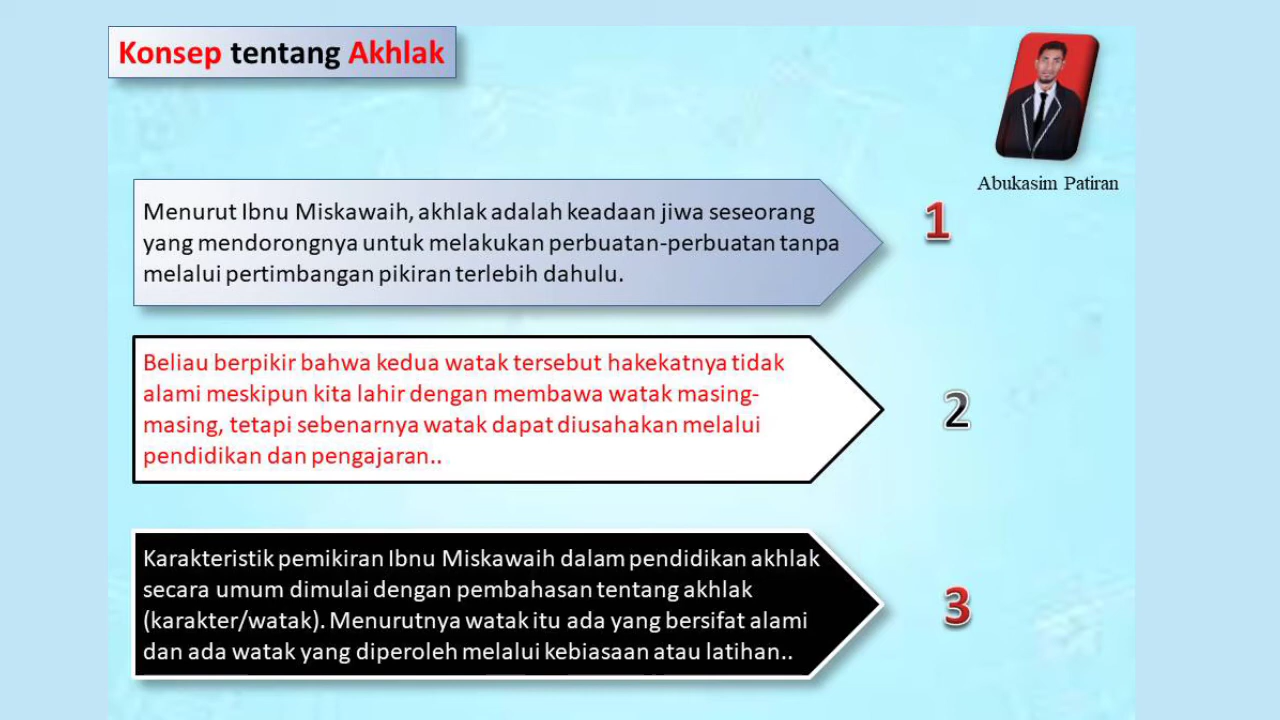 Konsep tentang Akhlak
Abukasim Patiran
Menurut Ibnu Miskawaih, akhlak adalah keadaan jiwa seseorang
yang mendorongnya untuk melakukan perbuatan-perbuatan tanpa
melalui pertimbangan pikiran terlebih dahulu.
1
Beliau berpikir bahwa kedua watak tersebut hakekatnya tidak
alami meskipun kita lahir dengan membawa watak masing-
masing, tetapi sebenarnya watak dapat diusahakan melalui
pendidikan dan pengajaran..
2
Karakteristik pemikiran Ibnu Miskawaih dalam pendidikan akhlak
secara umum dimulai dengan pembahasan tentang akhlak
(karakter/watak). Menurutnya watak itu ada yang bersifat alami
dan ada watak yang diperoleh melalui kebiasaan atau latihan..
3